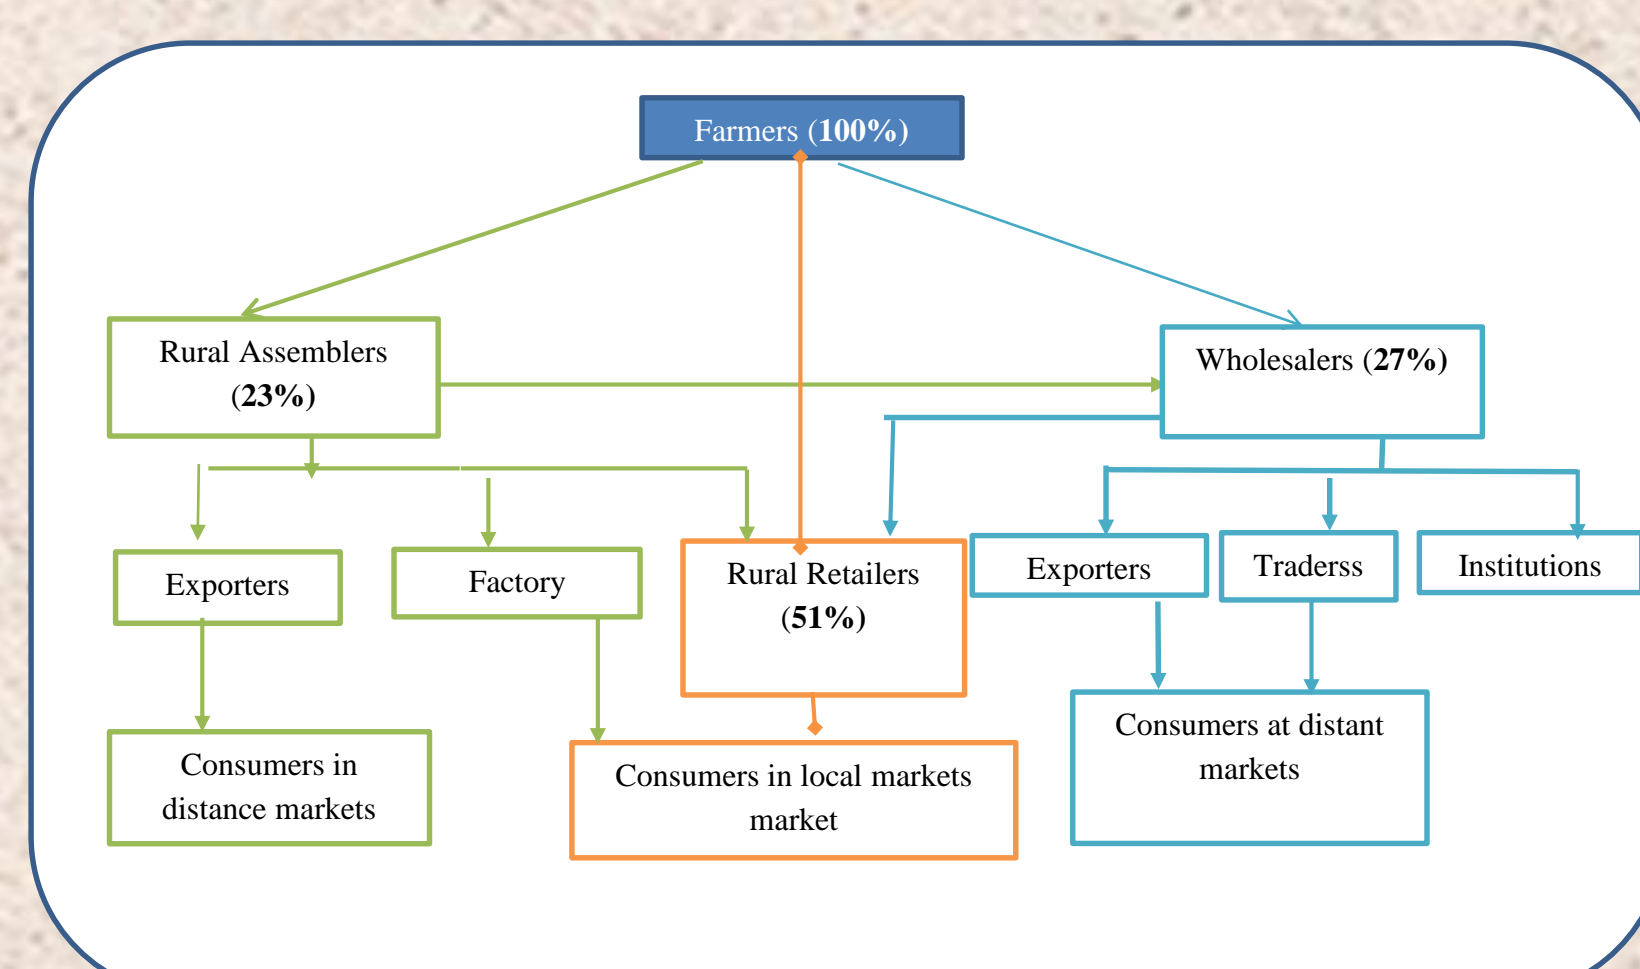 Farmers (100%)
Rural Assemblers
(23%)
Wholesalers (27%)
Exporters
Factory
Rural Retailers
(51%)
Exporters
Traderss
Institutions
Consumers in
distance markets
Consumers in local markets
market
Consumers at distant
markets